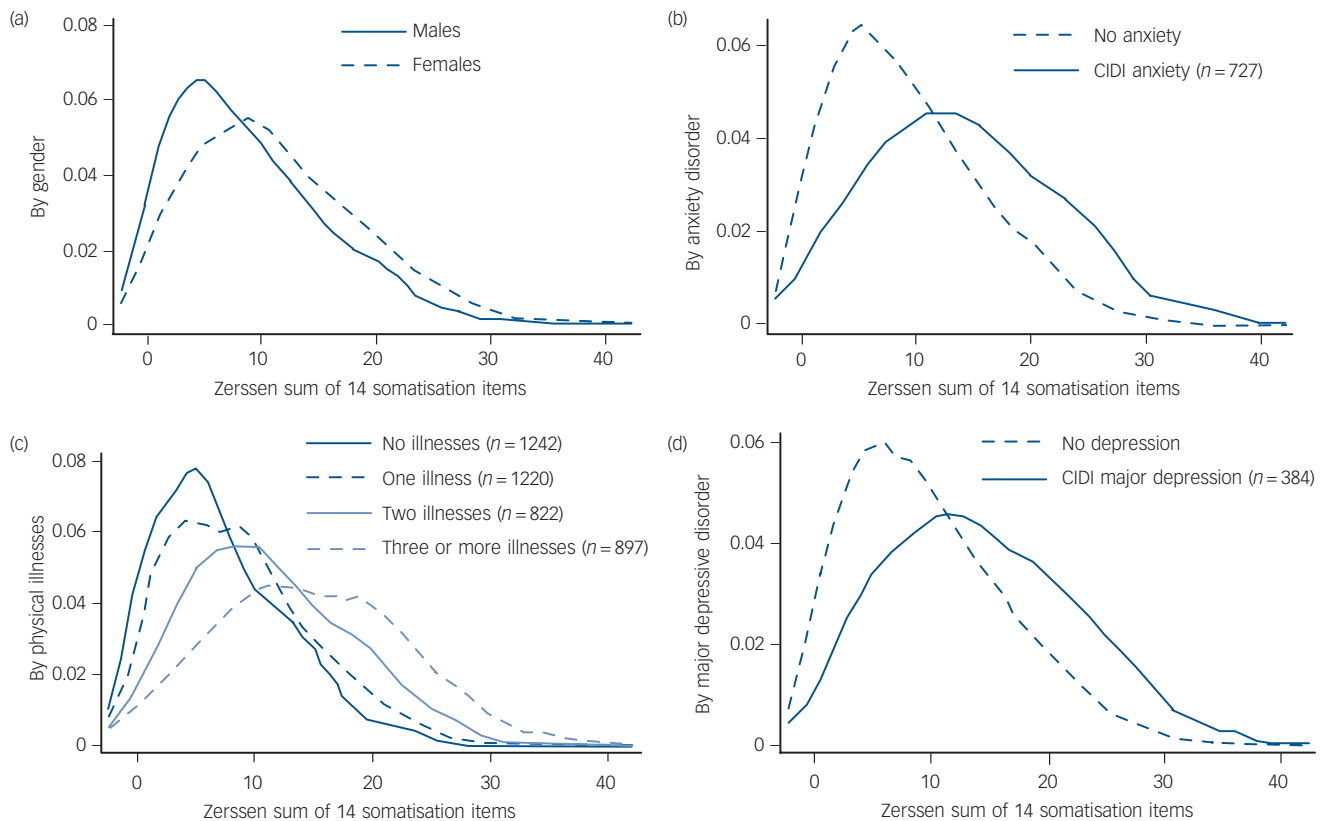 (a)
0.08
0.06
0.04
0.02
0
By gender
Males
Females
0
10
20
30
40
Zerssen sum of 14 somatisation items
(b)
0.06
0.04
0.02
0
By anxiety disorder
No anxiety
CIDI anxiety (n = 727)
0
10
20
30
40
Zerssen sum of 14 somatisation items
(c)
0.08
0.06
0.04
0.02
0
By physical illnesses
No illnesses (n = 1242)
One illness (n = 1220)
Two illnesses (n = 822)
Three or more illnesses (n = 897)
0
10
20
30
40
Zerssen sum of 14 somatisation items
(d)
0.06
0.04
0.02
0
By major depressive disorder
No depression
CIDI major depression (n = 384)
0
10
20
30
40
Zerssen sum of 14 somatisation items